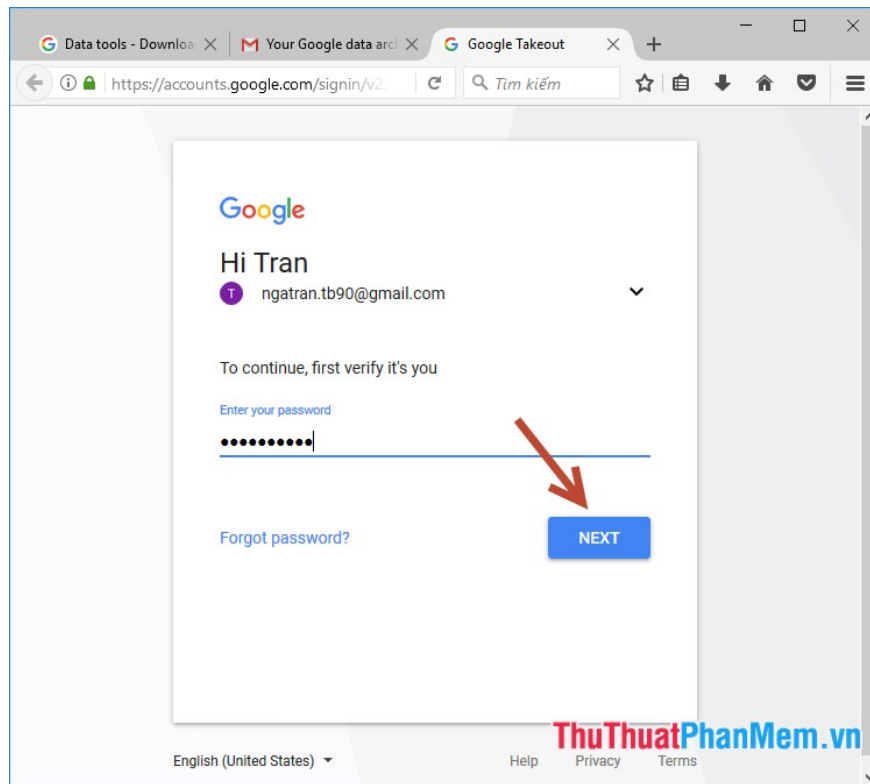 Data tools - Downloa
Your Google data arc
Google Takeout
https://accounts.google.com/signin/v2/
Tìm kiếm
Google
Hi Tran
T
ngatran.tb90@gmail.com
To continue, first verify it's you
Enter your password
••••••••••
Forgot password?
NEXT
ThuThuatPhanMem.vn
English (United States)
Help
Privacy
Terms